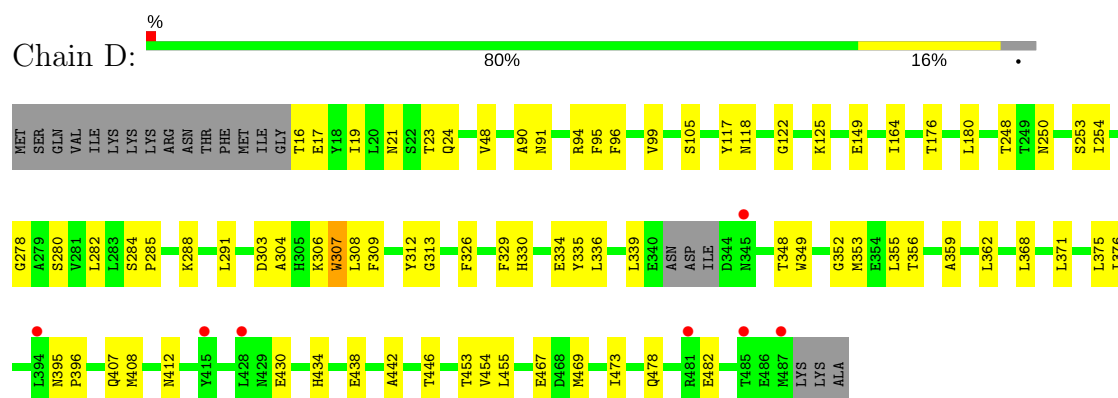 %
Chain D:
80% 16% •
MET SER GLN VAL ILE LYS LYS LYS ARG ASN THR PHE MET ILE GLY T16 E17 Y18 I19 L20 N21 S22 T23 Q24 V48 A90 N91 R94 F95 F96 V99 S105 Y117 N118 G122 K125 E149 I164 T176 L180 T248 T249 N250 S253 I254
G278 A279 S280 V281 L282 L283 S284 P285 K288 L291 D303 A304 H305 K306 W307 L308 F309 Y312 G313 F326 F329 H330 E334 Y335 L336 L339 E340 ASN ASP ILE D344 N345 T348 W349 G352 M353 E354 L355 T356 A359 L362 L368 L371 L375
L394 N395 P396 Q407 M408 N412 Y415 L428 N429 E430 H434 E438 A442 T446 T453 V454 L455 E467 D468 M469 I473 Q478 R481 E482 T485 E486 M487 LYS LYS ALA